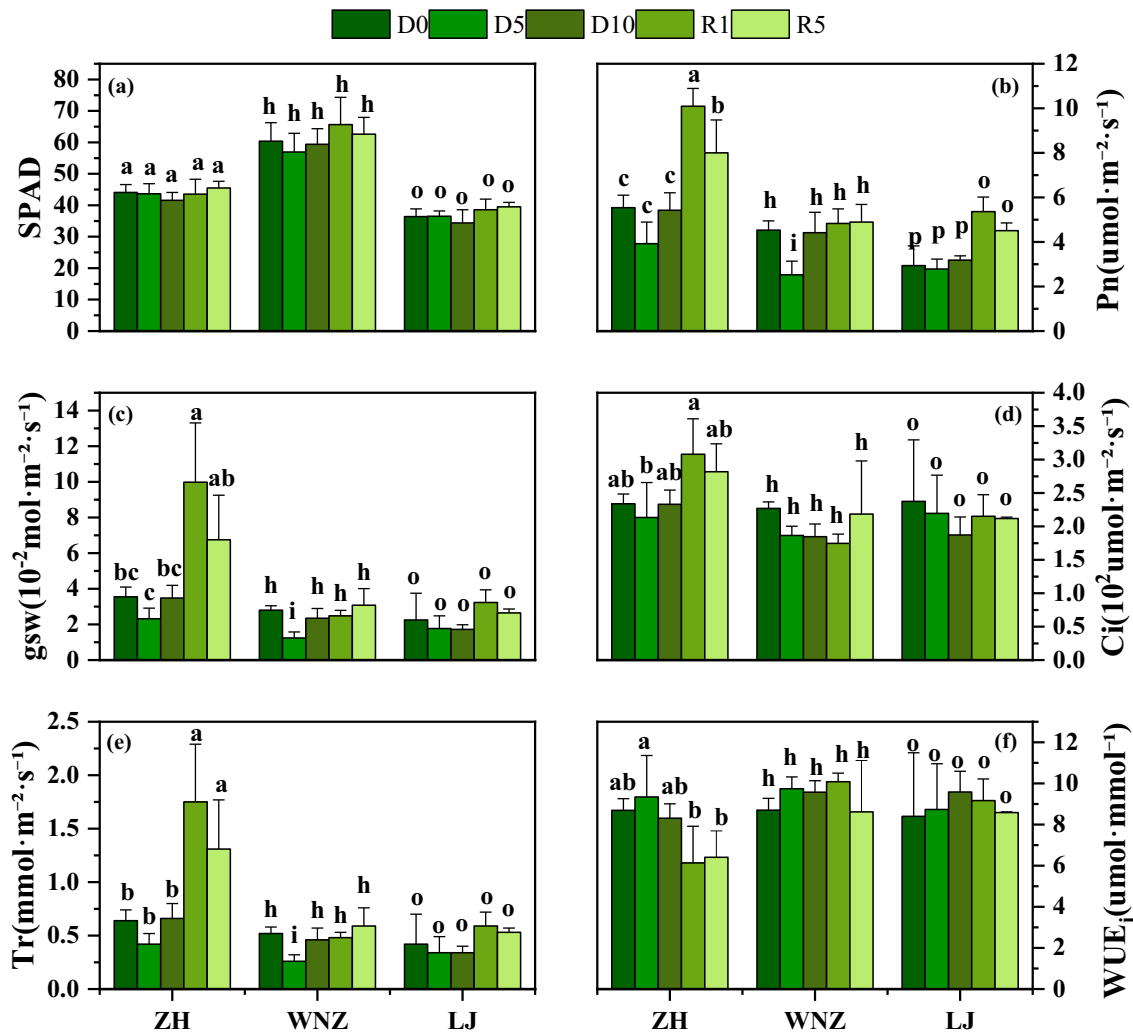 D0 D5 D10 R1 R5
(a)
SPAD
80
70
60
50
40
30
20
10
0
a a a a a
h h h h h
o o o o o
(b)
Pn(umol·m⁻²·s⁻¹)
12
10
8
6
4
2
0
c c c a b
h i h h h
p p p o o
(c)
gsw(10⁻²mol·m⁻²·s⁻¹)
14
12
10
8
6
4
2
0
bc c bc a ab
h i h h h
o o o o o
(d)
Ci(10²umol·m⁻²·s⁻¹)
4.0
3.5
3.0
2.5
2.0
1.5
1.0
0.5
0.0
ab b ab a ab
h h h h h
o o o o o
(e)
Tr(mmol·m⁻²·s⁻¹)
2.5
2.0
1.5
1.0
0.5
0.0
b b b a a
h i h h h
o o o o o
ZH WNZ LJ
(f)
WUEᵢ(umol·mmol⁻¹)
12
10
8
6
4
2
0
ab a ab b b
h h h h h
o o o o o
ZH WNZ LJ